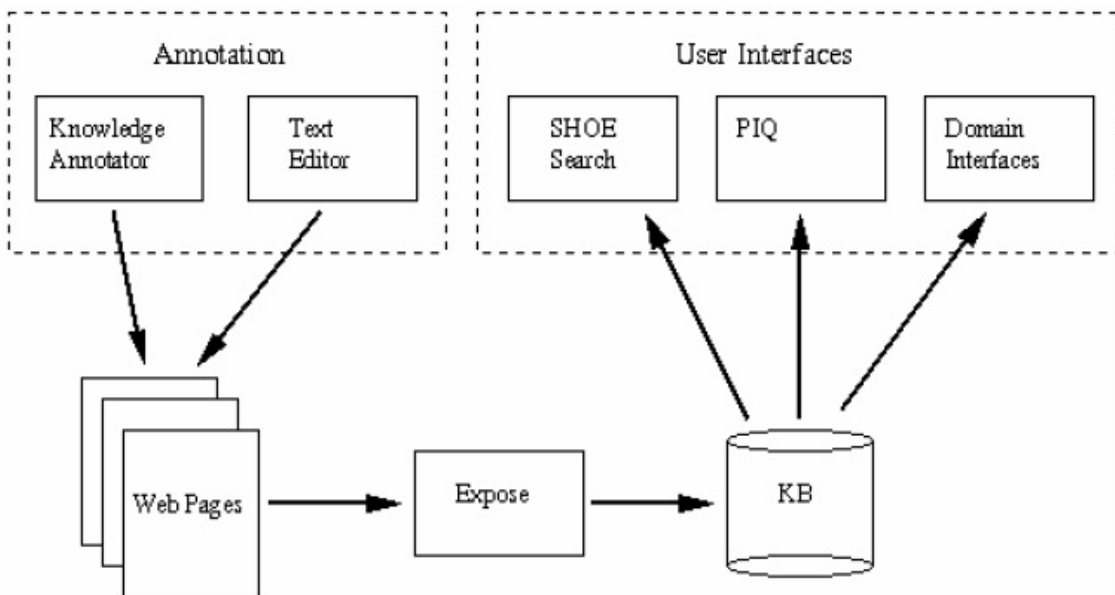 Annotation
User Interfaces
Knowledge
Annotator
Text
Editor
SHOE
Search
PIQ
Domain
Interfaces
Web Pages
Expose
KB